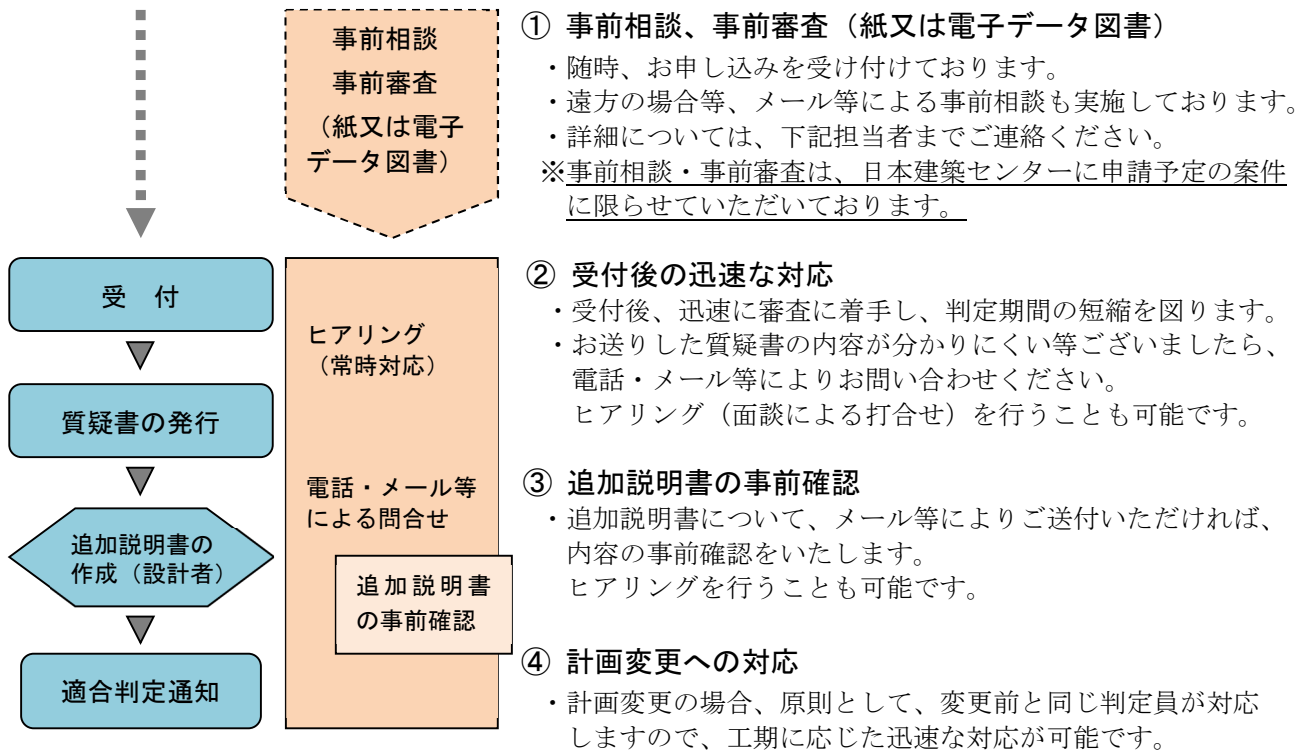 事前相談
事前審査
（紙又は電子
データ図書）
受　付
質疑書の発行
追加説明書の
作成（設計者）
適合判定通知
ヒアリング
（常時対応）
電話・メール等
による問合せ
追加説明書
の事前確認
① 事前相談、事前審査（紙又は電子データ図書）
・随時、お申し込みを受け付けております。
・遠方の場合等、メール等による事前相談も実施しております。
・詳細については、下記担当者までご連絡ください。
※事前相談・事前審査は、日本建築センターに申請予定の案件
に限らせていただいております。
② 受付後の迅速な対応
・受付後、迅速に審査に着手し、判定期間の短縮を図ります。
・お送りした質疑書の内容が分かりにくい等ございましたら、
電話・メール等によりお問い合わせください。
ヒアリング（面談による打合せ）を行うことも可能です。
③ 追加説明書の事前確認
・追加説明書について、メール等によりご送付いただければ、
内容の事前確認をいたします。
ヒアリングを行うことも可能です。
④ 計画変更への対応
・計画変更の場合、原則として、変更前と同じ判定員が対応
しますので、工期に応じた迅速な対応が可能です。